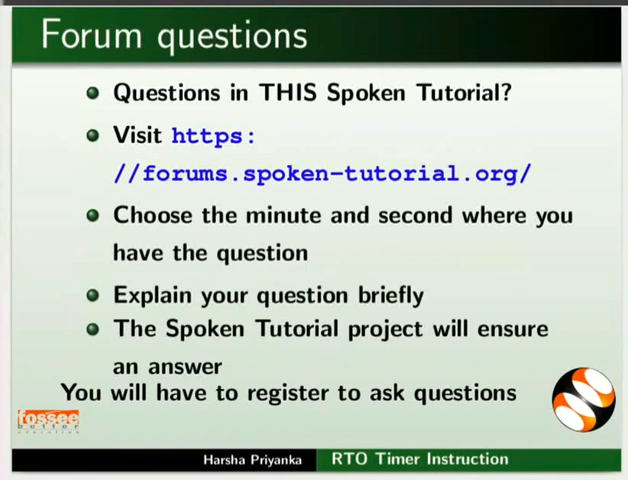 Forum questions
Questions in THIS Spoken Tutorial?
Visit https:
//forums.spoken-tutorial.org/
Choose the minute and second where you
have the question
Explain your question briefly
The Spoken Tutorial project will ensure
an answer
You will have to register to ask questions
fossee
better
education
Harsha Priyanka RTO Timer Instruction